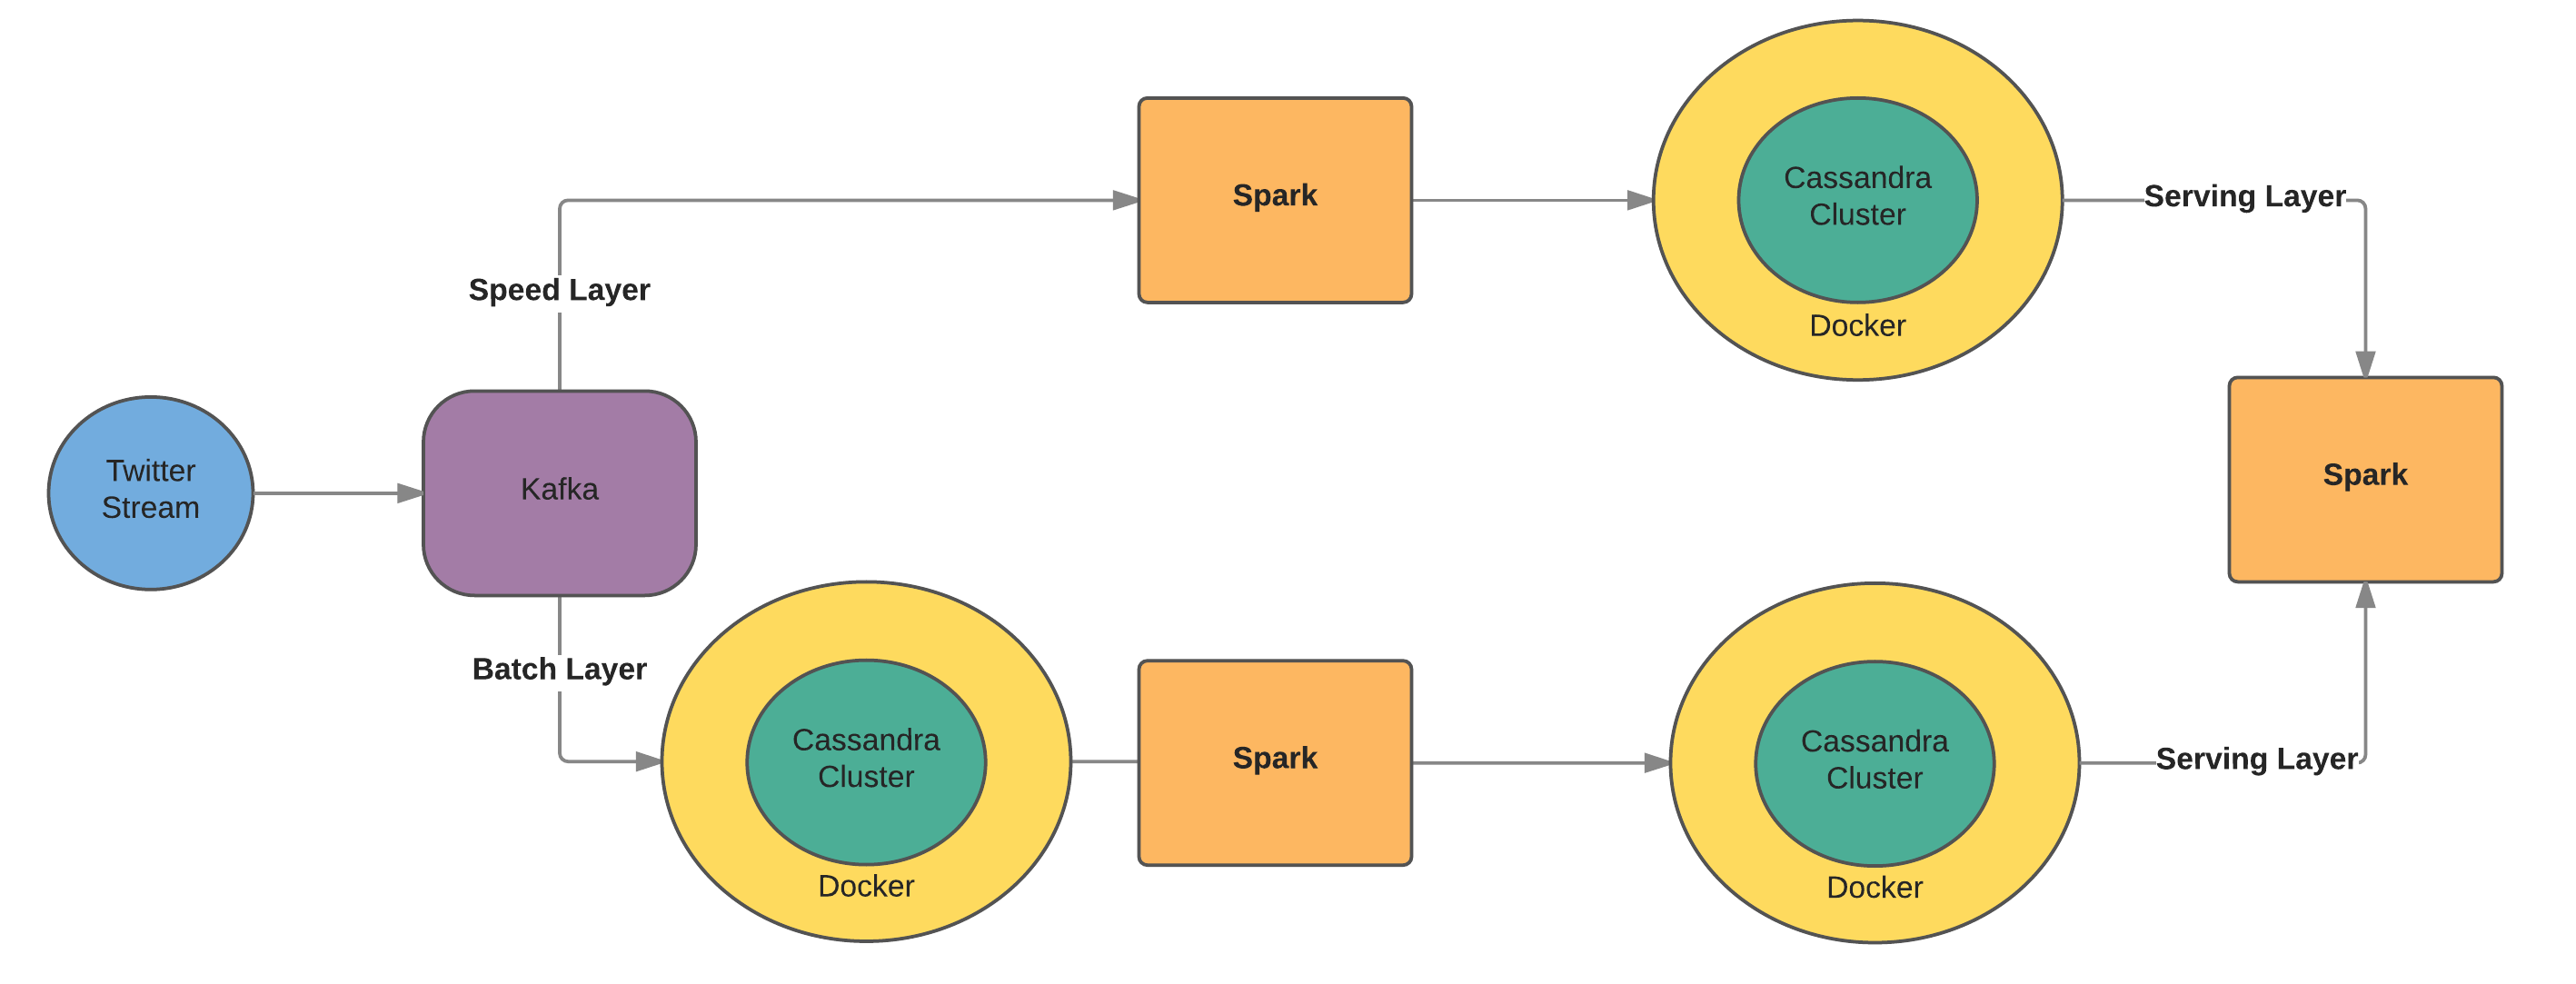 Spark
Cassandra
Cluster
Docker
Serving Layer
Speed Layer
Twitter
Stream
Kafka
Spark
Batch Layer
Cassandra
Cluster
Docker
Spark
Cassandra
Cluster
Docker
Serving Layer